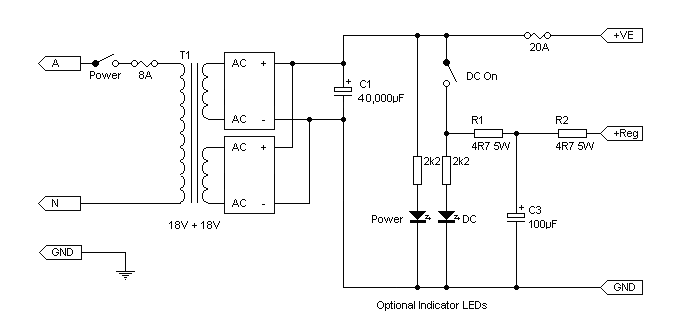 +VE
20A
T1
A
Power
8A
AC +
AC -
+
C1
40,000µF
DC On
R1
4R7 5W
R2
4R7 5W
+Reg
AC +
AC -
2k2
2k2
N
18V + 18V
Power
DC
+
C3
100µF
GND
GND
Optional Indicator LEDs